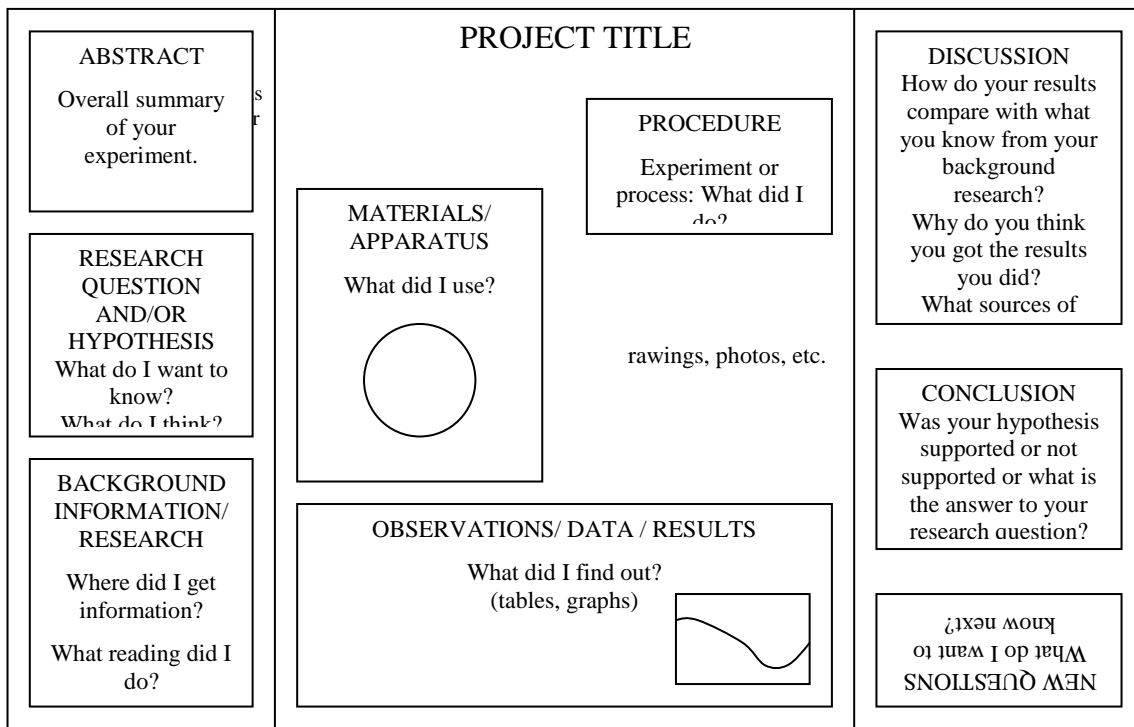 ABSTRACT
Overall summary
of your
experiment.
s
r
RESEARCH
QUESTION
AND/OR
HYPOTHESIS
What do I want to
know?
What do I think?
BACKGROUND
INFORMATION/
RESEARCH
Where did I get
information?
What reading did I
do?
PROJECT TITLE
MATERIALS/
APPARATUS
What did I use?
PROCEDURE
Experiment or
process: What did I
do?
rawings, photos, etc.
OBSERVATIONS/ DATA / RESULTS
What did I find out?
(tables, graphs)
DISCUSSION
How do your results
compare with what
you know from your
background
research?
Why do you think
you got the results
you did?
What sources of
CONCLUSION
Was your hypothesis
supported or not
supported or what is
the answer to your
research question?
NEW QUESTIONS
What do I want to
know next?